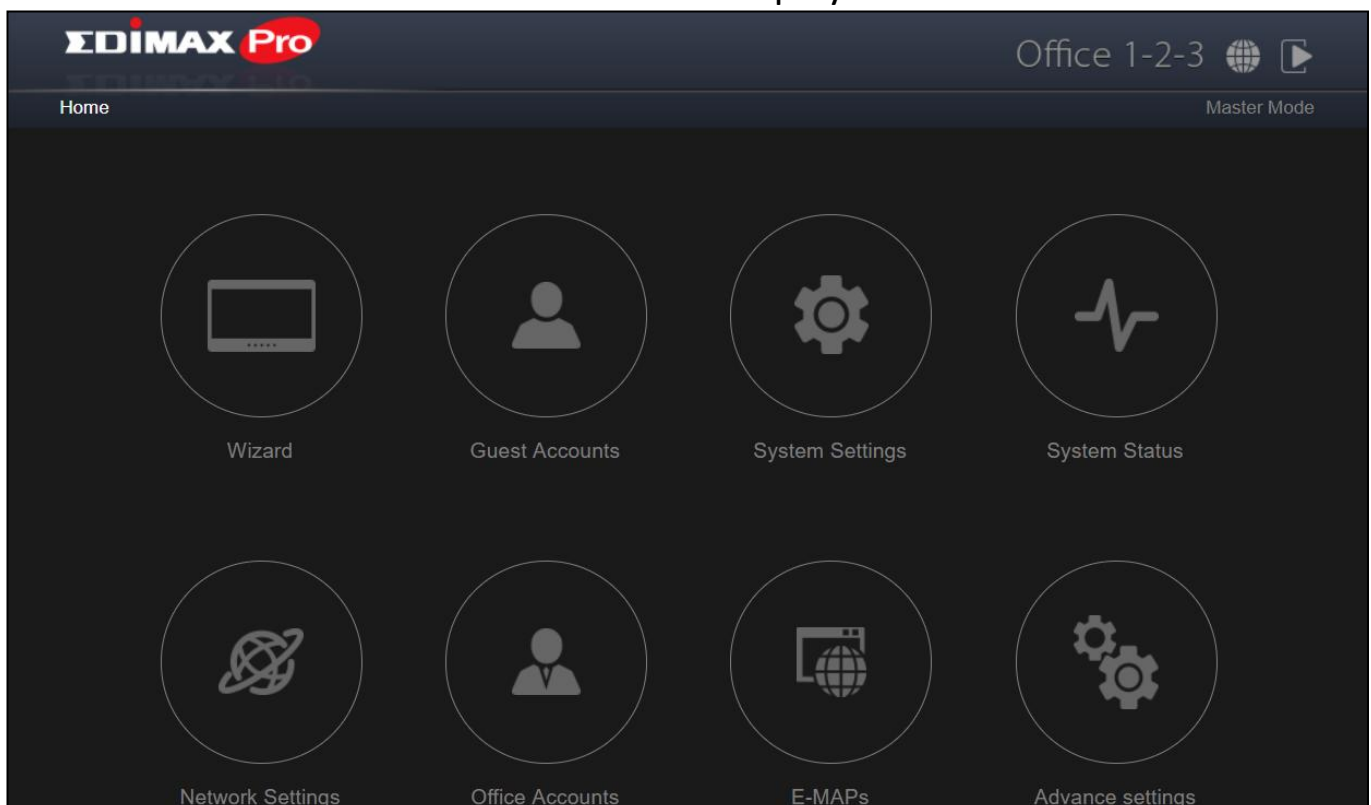 EDIMAX Pro
Office 1-2-3
Home
Master Mode
Wizard
Guest Accounts
System Settings
System Status
Network Settings
Office Accounts
E-MAPs
Advance settings